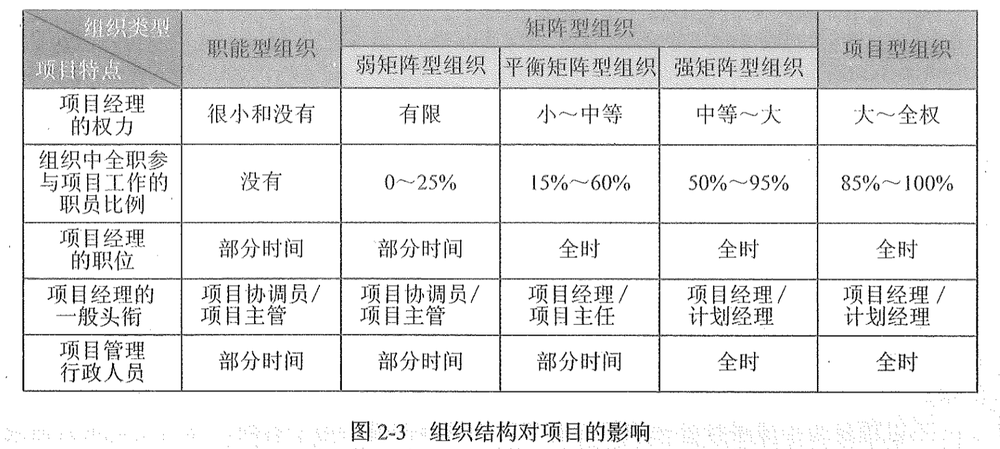 组织类型
项目特点
职能型组织
矩阵型组织
项目型组织
弱矩阵型组织 平衡矩阵型组织 强矩阵型组织
项目经理
的权力
很小和没有 有限 小～中等 中等～大 大～全权
组织中全职参
与项目工作的
职员比例
没有 0～25% 15%～60% 50%～95% 85%～100%
项目经理
的职位
部分时间 部分时间 全时 全时 全时
项目经理的
一般头衔
项目协调员/
项目主管
项目协调员/
项目主管
项目经理/
项目主任
项目经理/
计划经理
项目经理/
计划经理
项目管理
行政人员
部分时间 部分时间 部分时间 全时 全时
图 2-3 组织结构对项目的影响